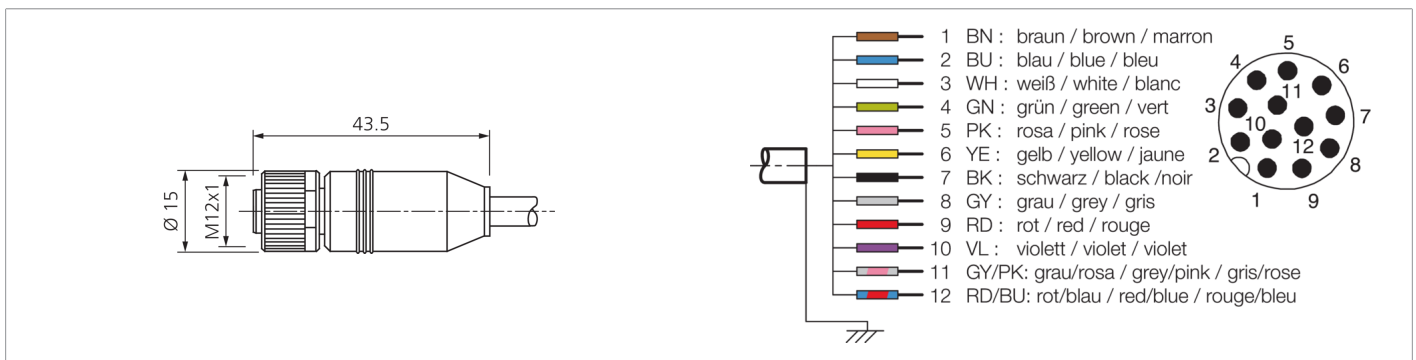 43.5
Ø 15
M12x1
1 BN : braun / brown / marron
2 BU : blau / blue / bleu
3 WH : weiß / white / blanc
4 GN : grün / green / vert
5 PK : rosa / pink / rose
6 YE : gelb / yellow / jaune
7 BK : schwarz / black /noir
8 GY : grau / grey / gris
9 RD : rot / red / rouge
10 VL : violett / violet / violet
11 GY/PK: grau/rosa / grey/pink / gris/rose
12 RD/BU: rot/blau / red/blue / rouge/bleu
5
4 6
11
3 7
10
12
2 8
1 9